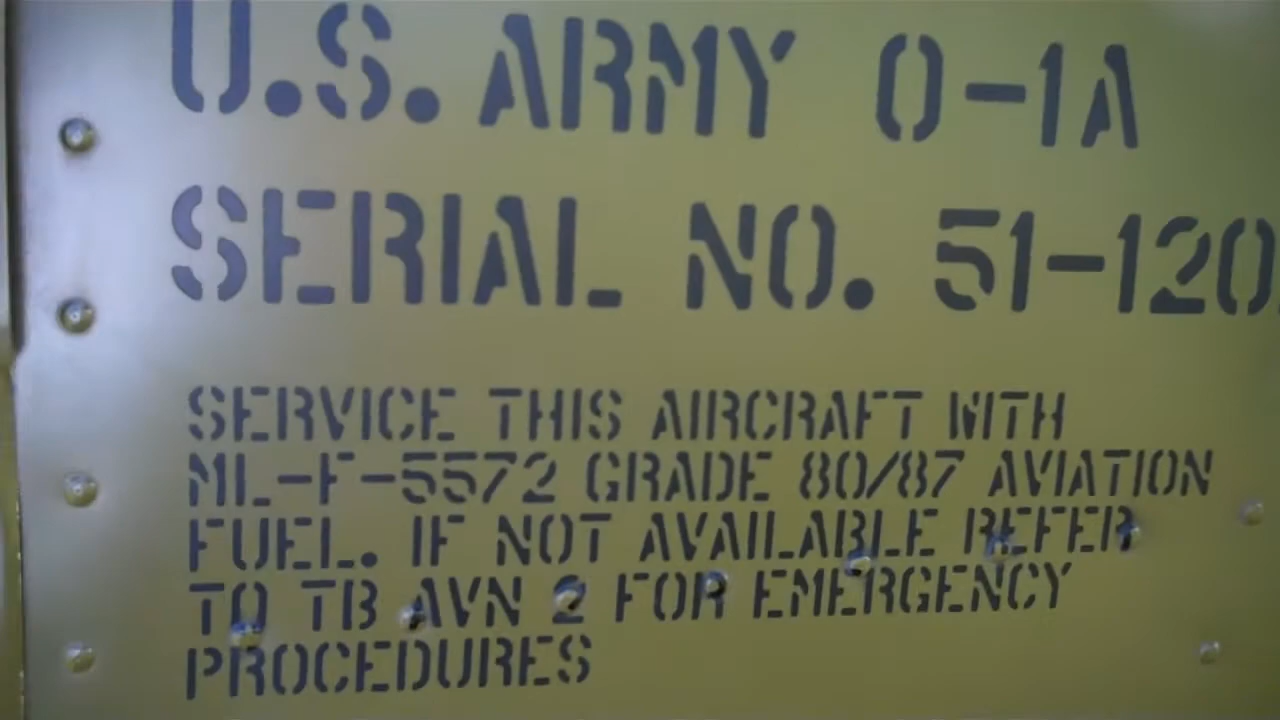 U.S. ARMY O-1A
SERIAL NO. 51-120
SERVICE THIS AIRCRAFT WITH
ML-F-5572 GRADE 80/87 AVIATION
FUEL. IF NOT AVAILABLE REFER
TO TB AVN 2 FOR EMERGENCY
PROCEDURES